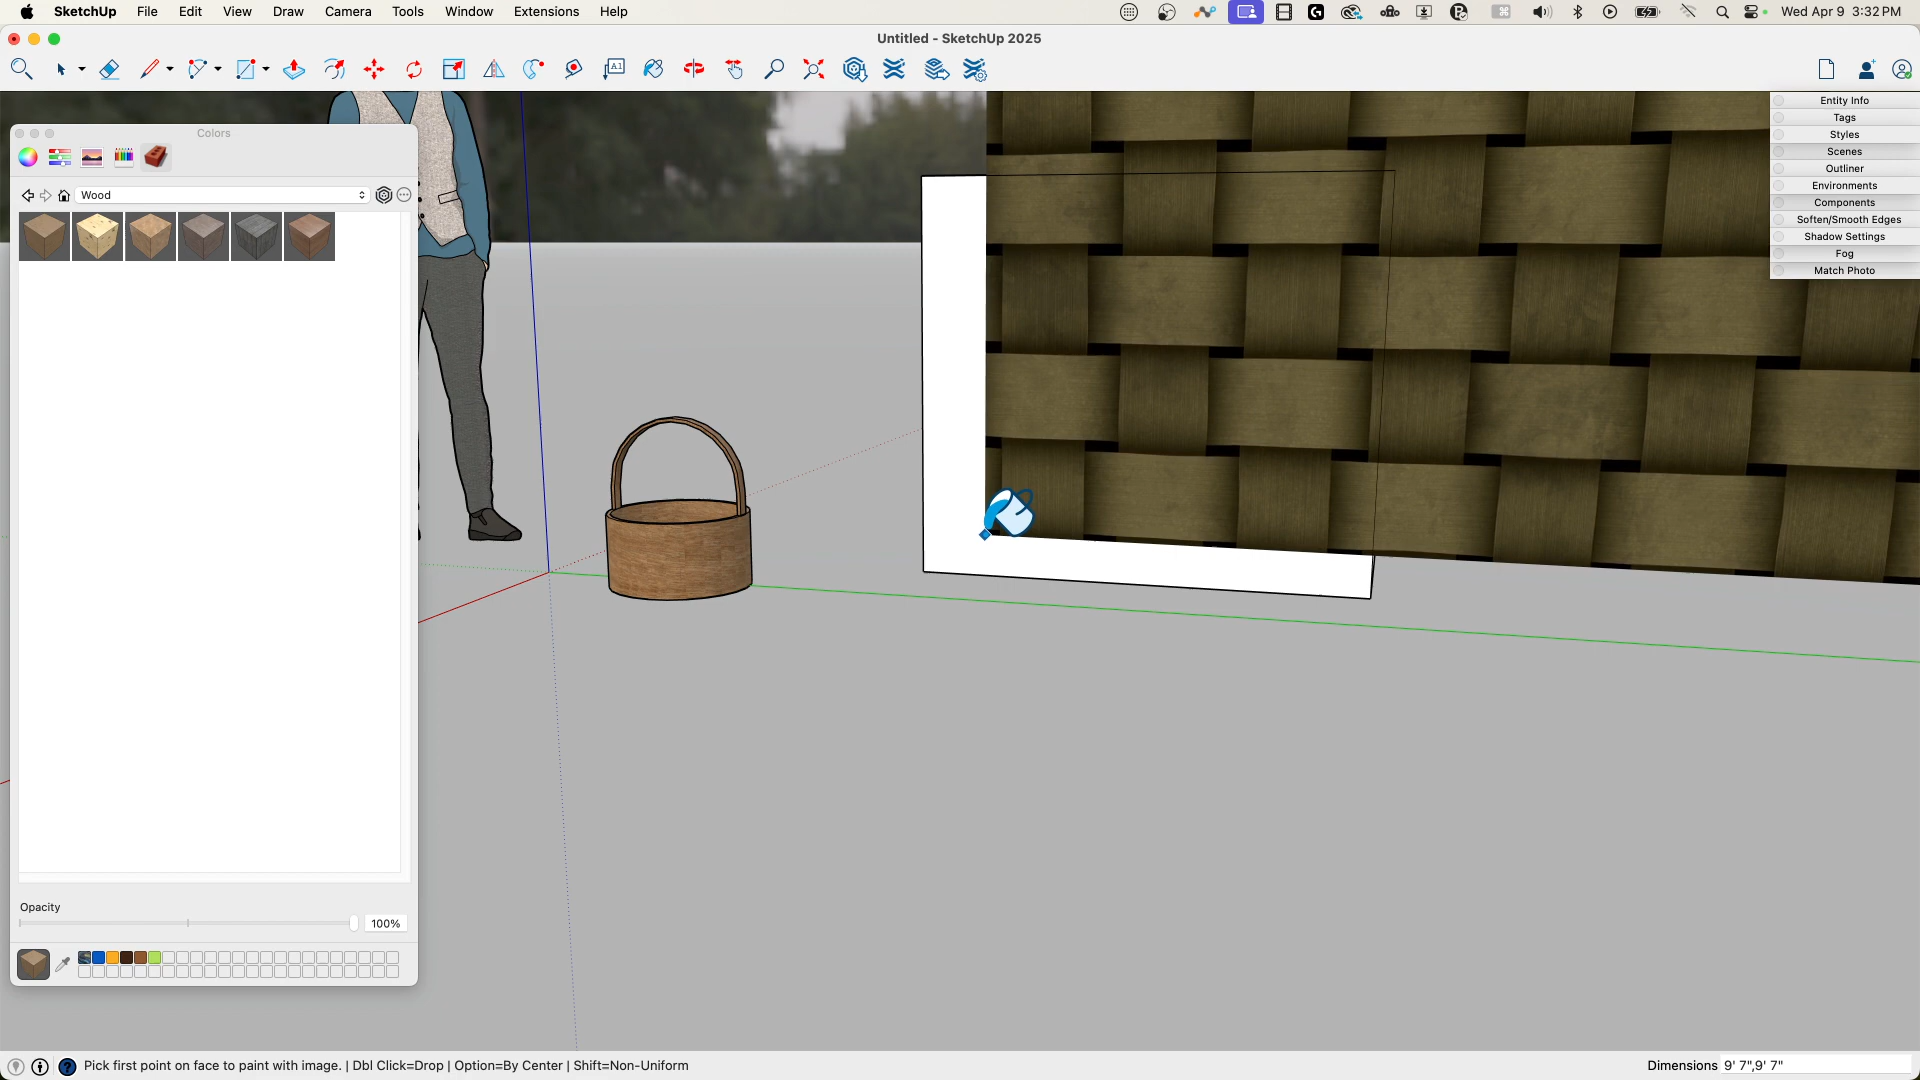 SketchUp File Edit View Draw Camera Tools Window Extensions Help Wed Apr 9 3:32 PM
Untitled - SketchUp 2025
A1
Colors
Wood
Opacity
100%
Entity Info
Tags
Styles
Scenes
Outliner
Environments
Components
Soften/Smooth Edges
Shadow Settings
Fog
Match Photo
Pick first point on face to paint with image. | Dbl Click=Drop | Option=By Center | Shift=Non-Uniform
Dimensions 9' 7",9' 7"